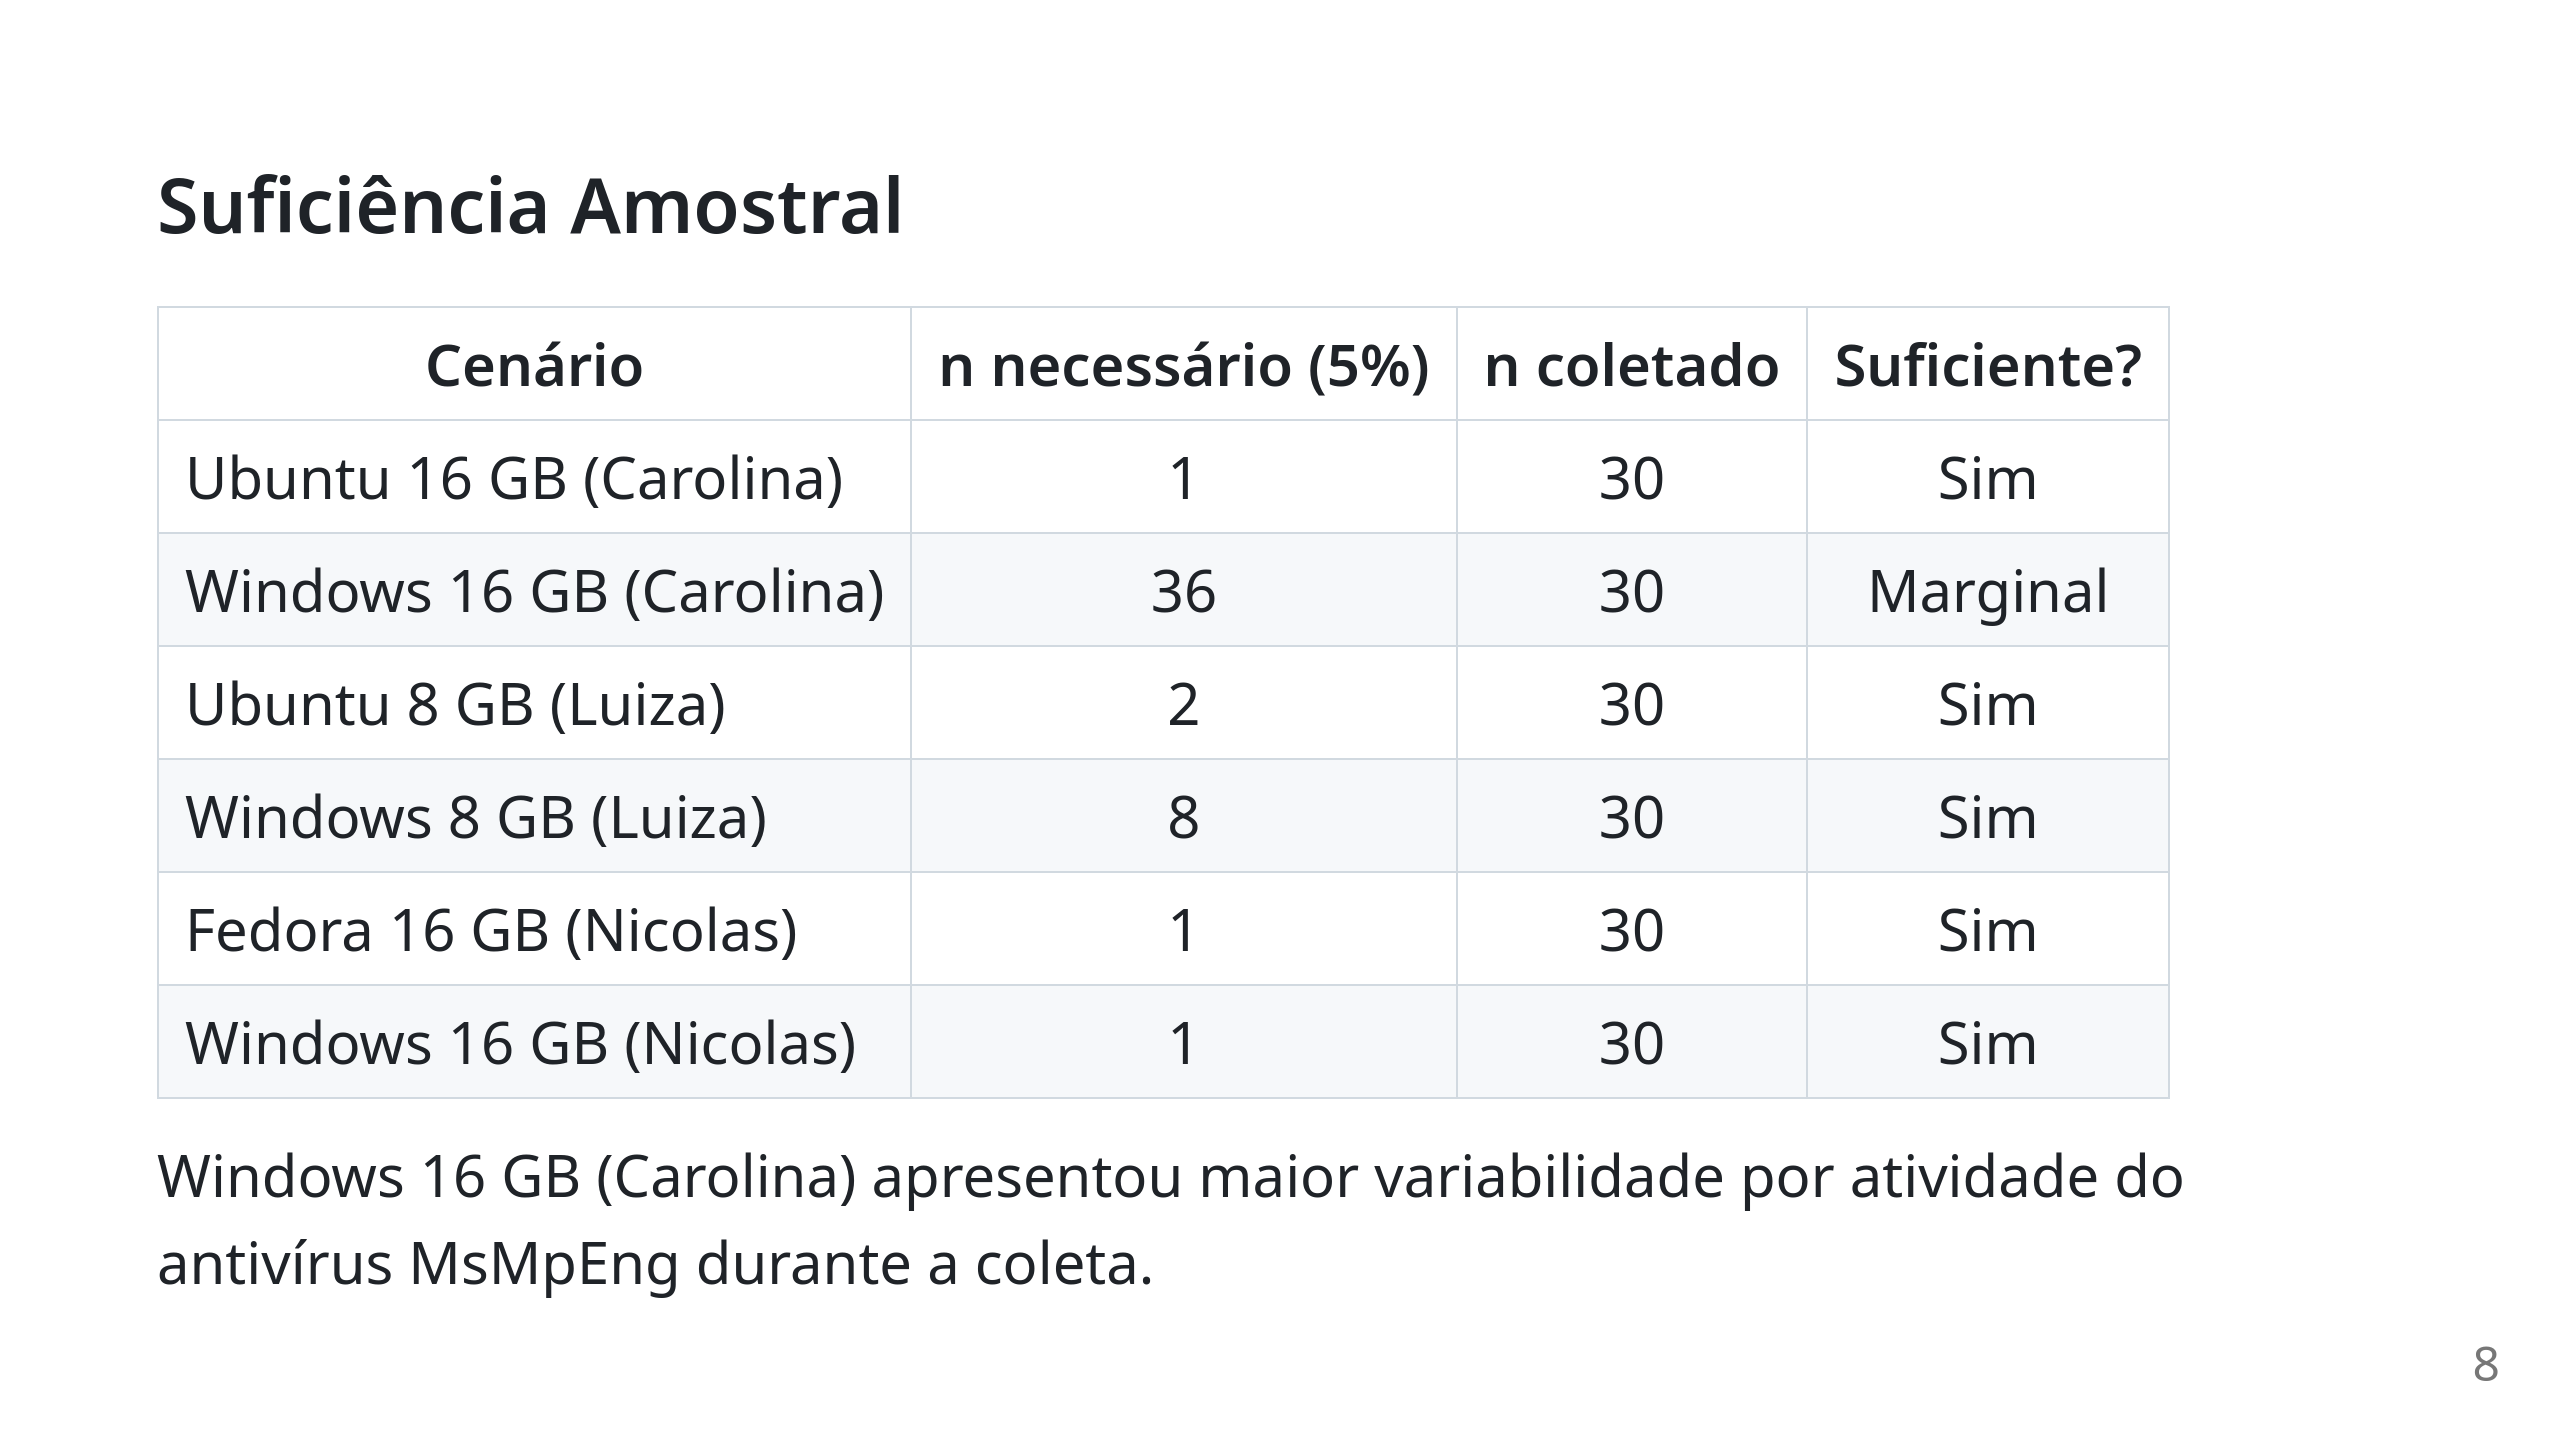 Suficiência Amostral
Cenário n necessário (5%) n coletado Suficiente?
Ubuntu 16 GB (Carolina) 1 30 Sim
Windows 16 GB (Carolina) 36 30 Marginal
Ubuntu 8 GB (Luiza) 2 30 Sim
Windows 8 GB (Luiza) 8 30 Sim
Fedora 16 GB (Nicolas) 1 30 Sim
Windows 16 GB (Nicolas) 1 30 Sim
Windows 16 GB (Carolina) apresentou maior variabilidade por atividade do
antivírus MsMpEng durante a coleta.
8